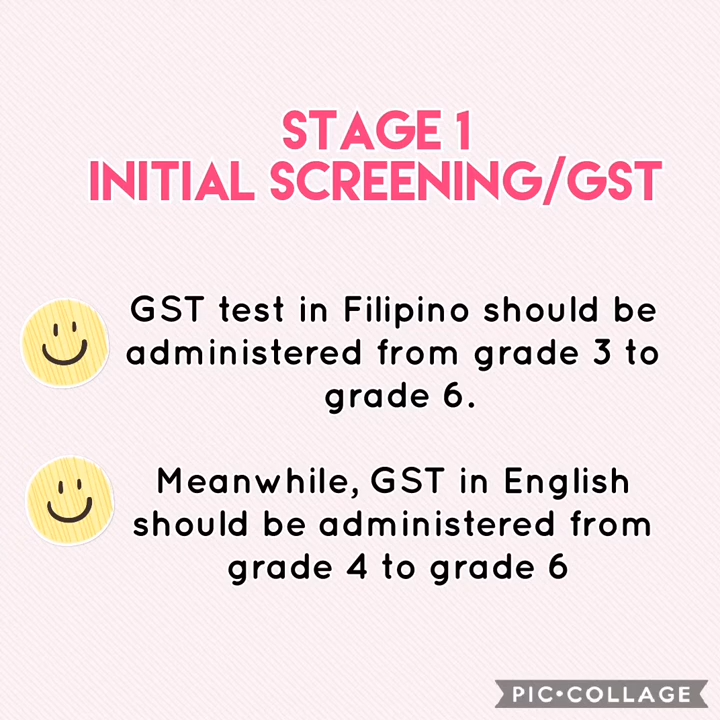 STAGE 1
INITIAL SCREENING/GST
GST test in Filipino should be
administered from grade 3 to
grade 6.
Meanwhile, GST in English
should be administered from
grade 4 to grade 6
PIC•COLLAGE